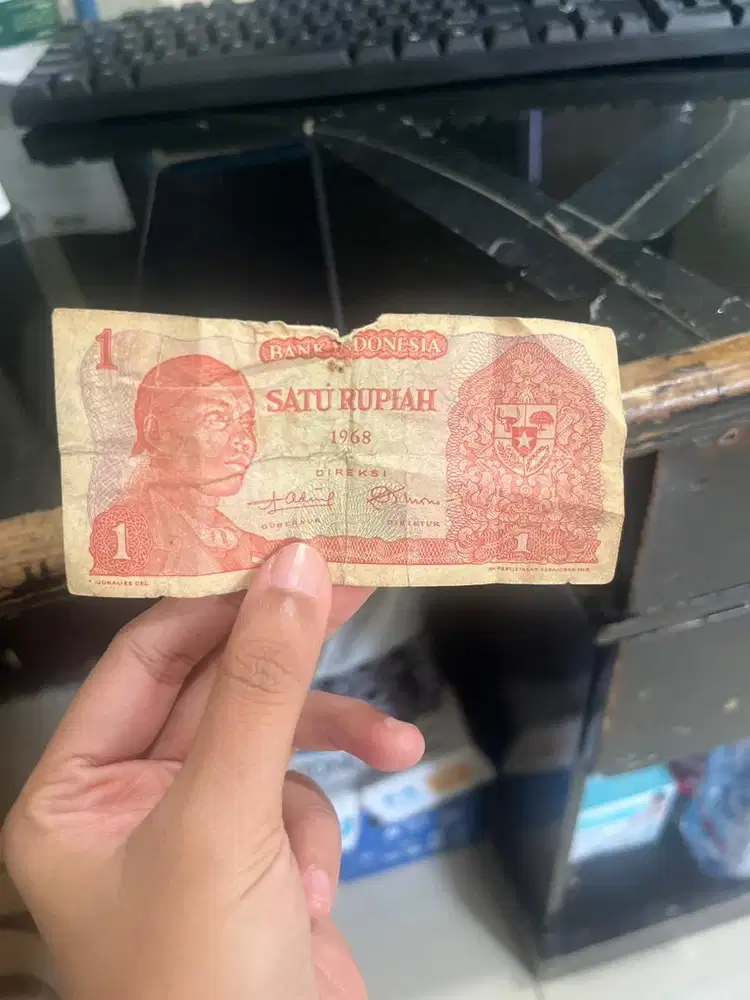 1
BANK INDONESIA
SATU RUPIAH
1968
DIREKSI
GUBERNUR DIREKTUR
1
1